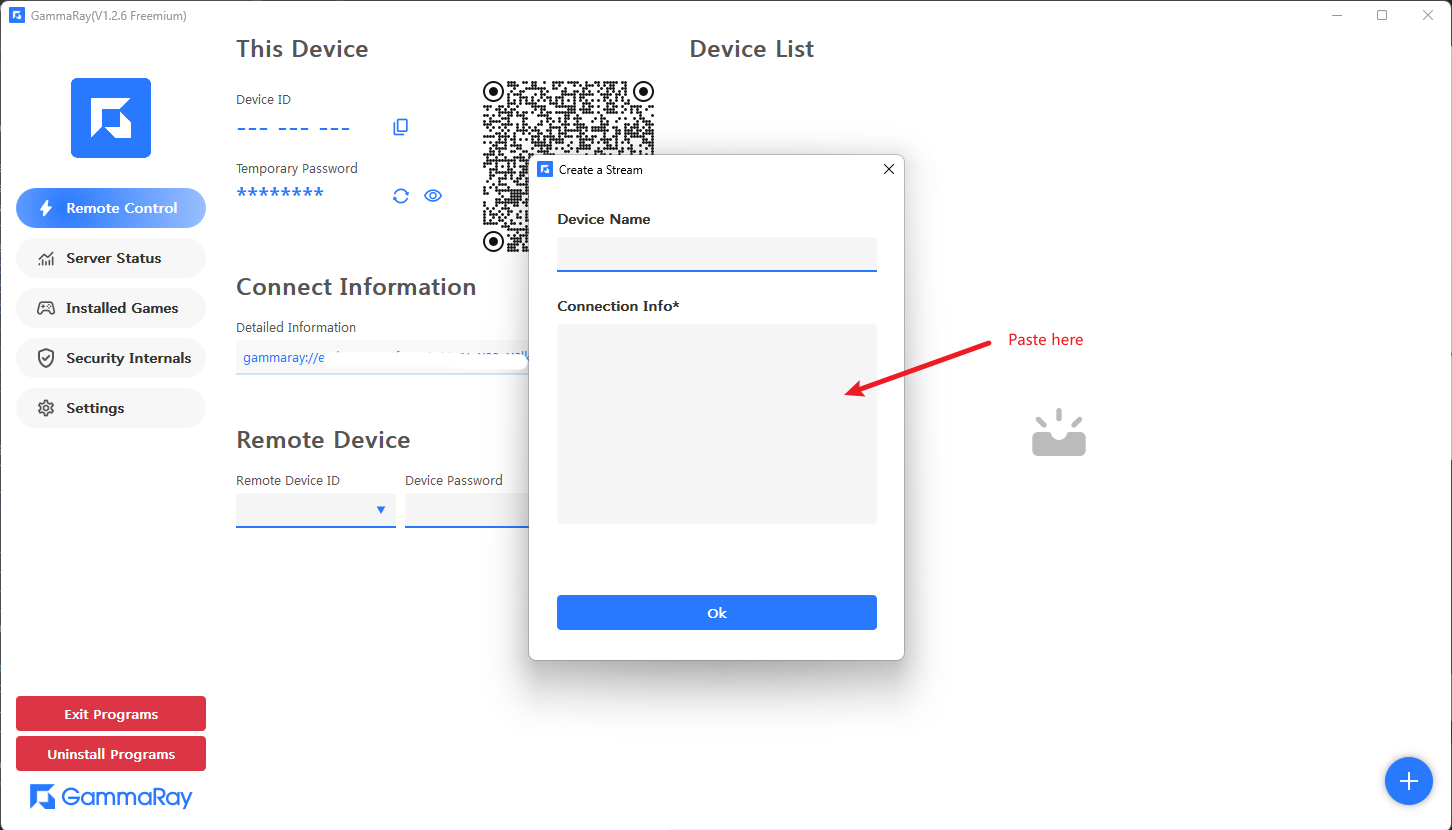 GammaRay(V1.2.6 Freemium)
This Device
Device List
Device ID
--- --- ---
Temporary Password
********
Remote Control
Server Status
Installed Games
Security Internals
Settings
Connect Information
Detailed Information
gammaray://e
Remote Device
Remote Device ID
Device Password
Create a Stream
Device Name
Connection Info*
Ok
Paste here
Exit Programs
Uninstall Programs
GammaRay